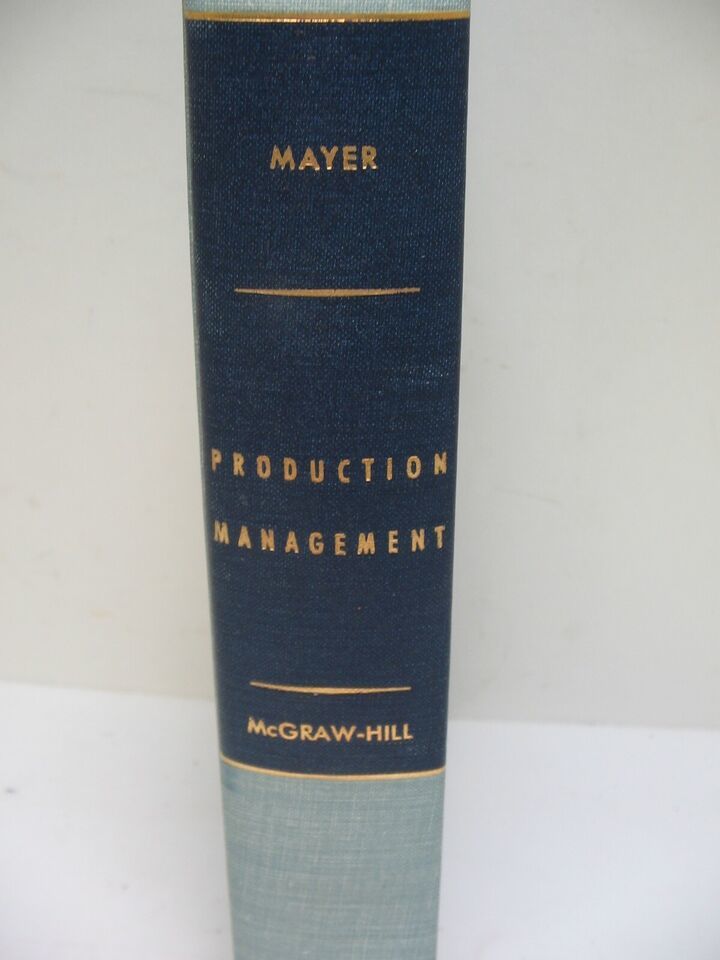 MAYER
PRODUCTION
MANAGEMENT
McGRAW-HILL